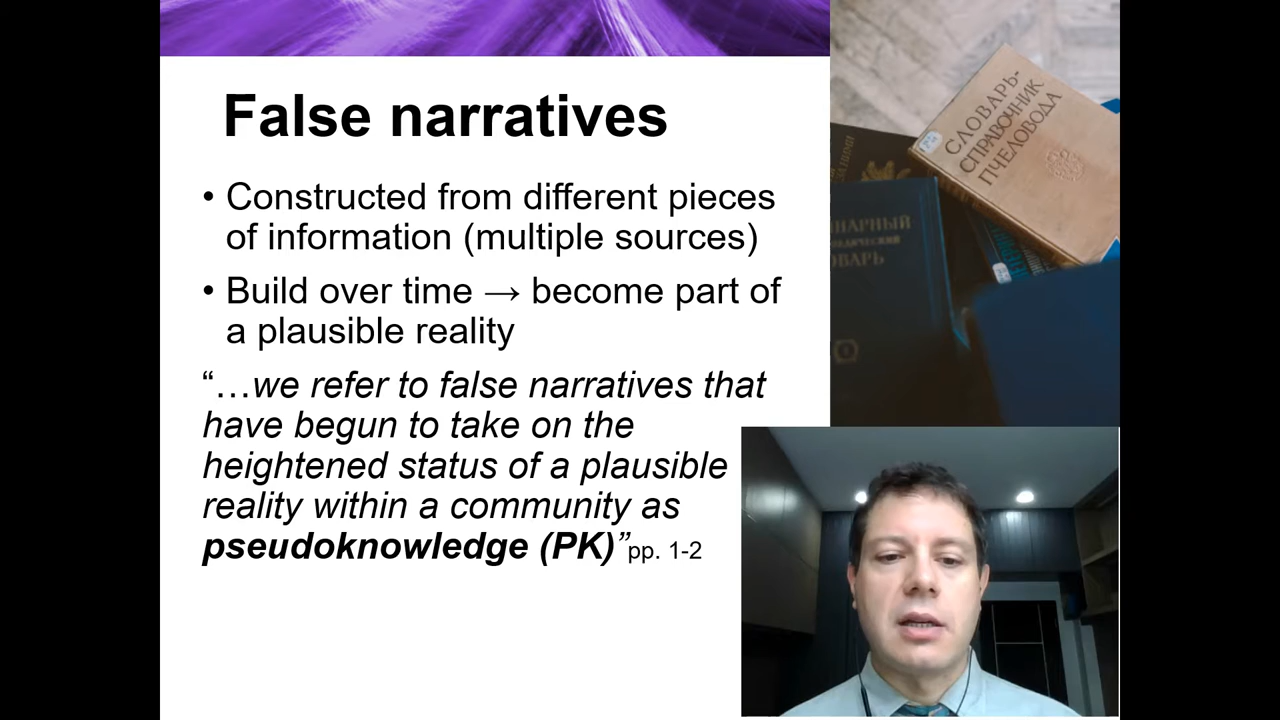 False narratives
• Constructed from different pieces
of information (multiple sources)
• Build over time → become part of
a plausible reality
“…we refer to false narratives that
have begun to take on the
heightened status of a plausible
reality within a community as
pseudoknowledge (PK)”pp. 1-2
СЛОВАРЬ-
СПРАВОЧНИК
ПЧЕЛОВОДА